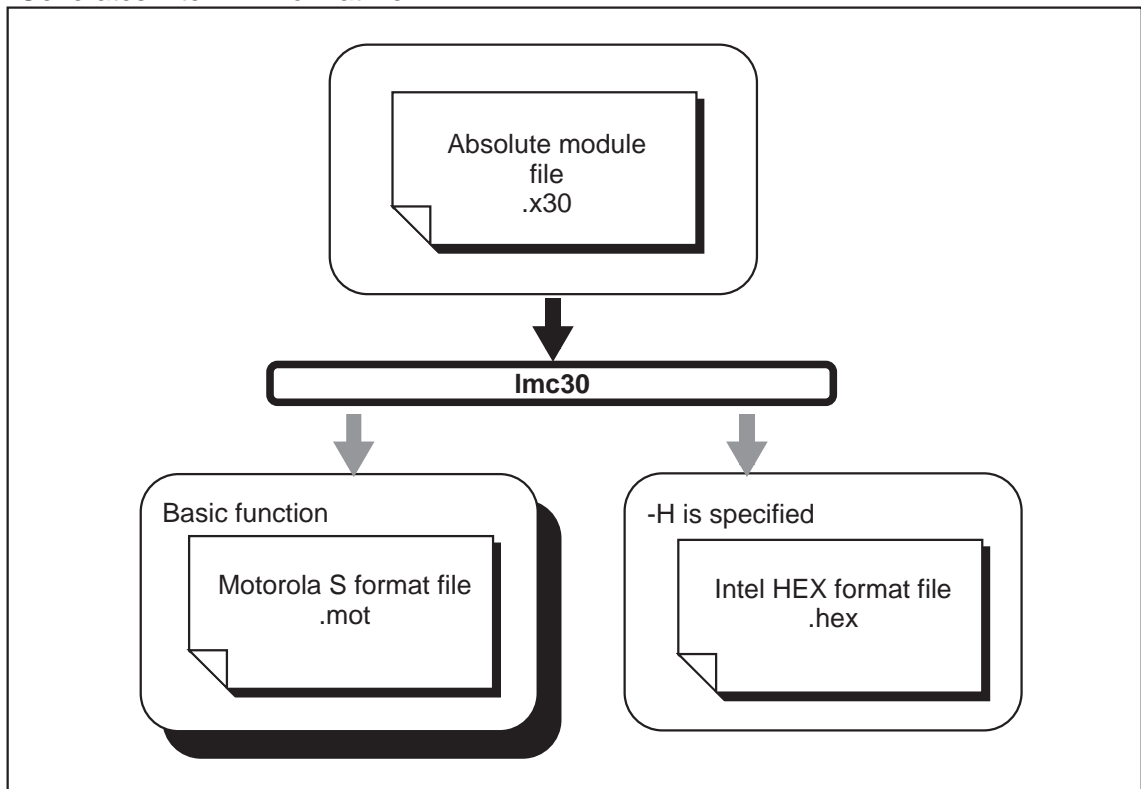 Absolute module
file
.x30
lmc30
Basic function
-H is specified
Motorola S format file
.mot
Intel HEX format file
.hex